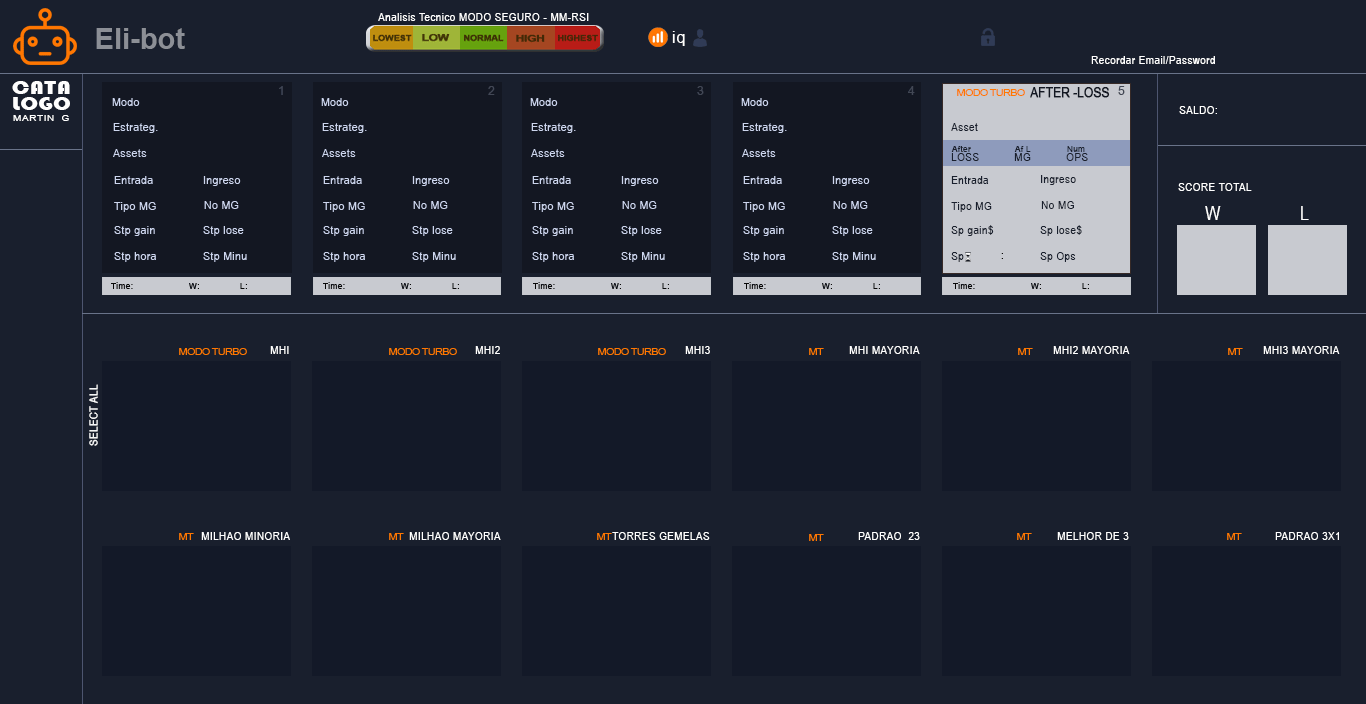 Eli-bot
Analisis Tecnico MODO SEGURO - MM-RSI
LOWEST LOW NORMAL HIGH HIGHEST
iq
Recordar Email/Password
CATA
LOGO
MARTIN G
1
Modo
Estrateg.
Assets
Entrada Ingreso
Tipo MG No MG
Stp gain Stp lose
Stp hora Stp Minu
Time: W: L:
2
Modo
Estrateg.
Assets
Entrada Ingreso
Tipo MG No MG
Stp gain Stp lose
Stp hora Stp Minu
Time: W: L:
3
Modo
Estrateg.
Assets
Entrada Ingreso
Tipo MG No MG
Stp gain Stp lose
Stp hora Stp Minu
Time: W: L:
4
Modo
Estrateg.
Assets
Entrada Ingreso
Tipo MG No MG
Stp gain Stp lose
Stp hora Stp Minu
Time: W: L:
MODO TURBO AFTER -LOSS 5
Asset
After Af L Num
LOSS MG OPS
Entrada Ingreso
Tipo MG No MG
Sp gain$ Sp lose$
Sp : Sp Ops
Time: W: L:
SALDO:
SCORE TOTAL
W L
SELECT ALL
MODO TURBO MHI
MODO TURBO MHI2
MODO TURBO MHI3
MT MHI MAYORIA
MT MHI2 MAYORIA
MT MHI3 MAYORIA
MT MILHAO MINORIA
MT MILHAO MAYORIA
MT TORRES GEMELAS
MT PADRAO 23
MT MELHOR DE 3
MT PADRAO 3X1